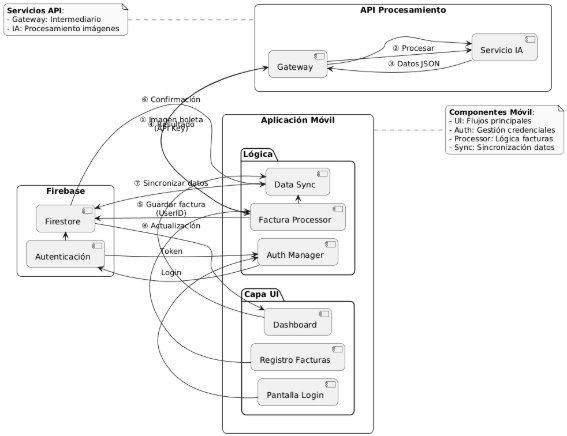 Servicios API:
- Gateway: Intermediario
- IA: Procesamiento imágenes
API Procesamiento
Gateway
② Procesar
③ Datos JSON
Servicio IA
⑥ Confirmación
① Imagen boleta
(API Key)
④ Resultado
Componentes Móvil:
- UI: Flujos principales
- Auth: Gestión credenciales
- Processor: Lógica facturas
- Sync: Sincronización datos
Aplicación Móvil
Lógica
Data Sync
Factura Processor
Auth Manager
Firebase
Firestore
Autenticación
⑦ Sincronizar datos
⑤ Guardar factura
(UserID)
⑧ Actualización
Token
Login
Capa UI
Dashboard
Registro Facturas
Pantalla Login